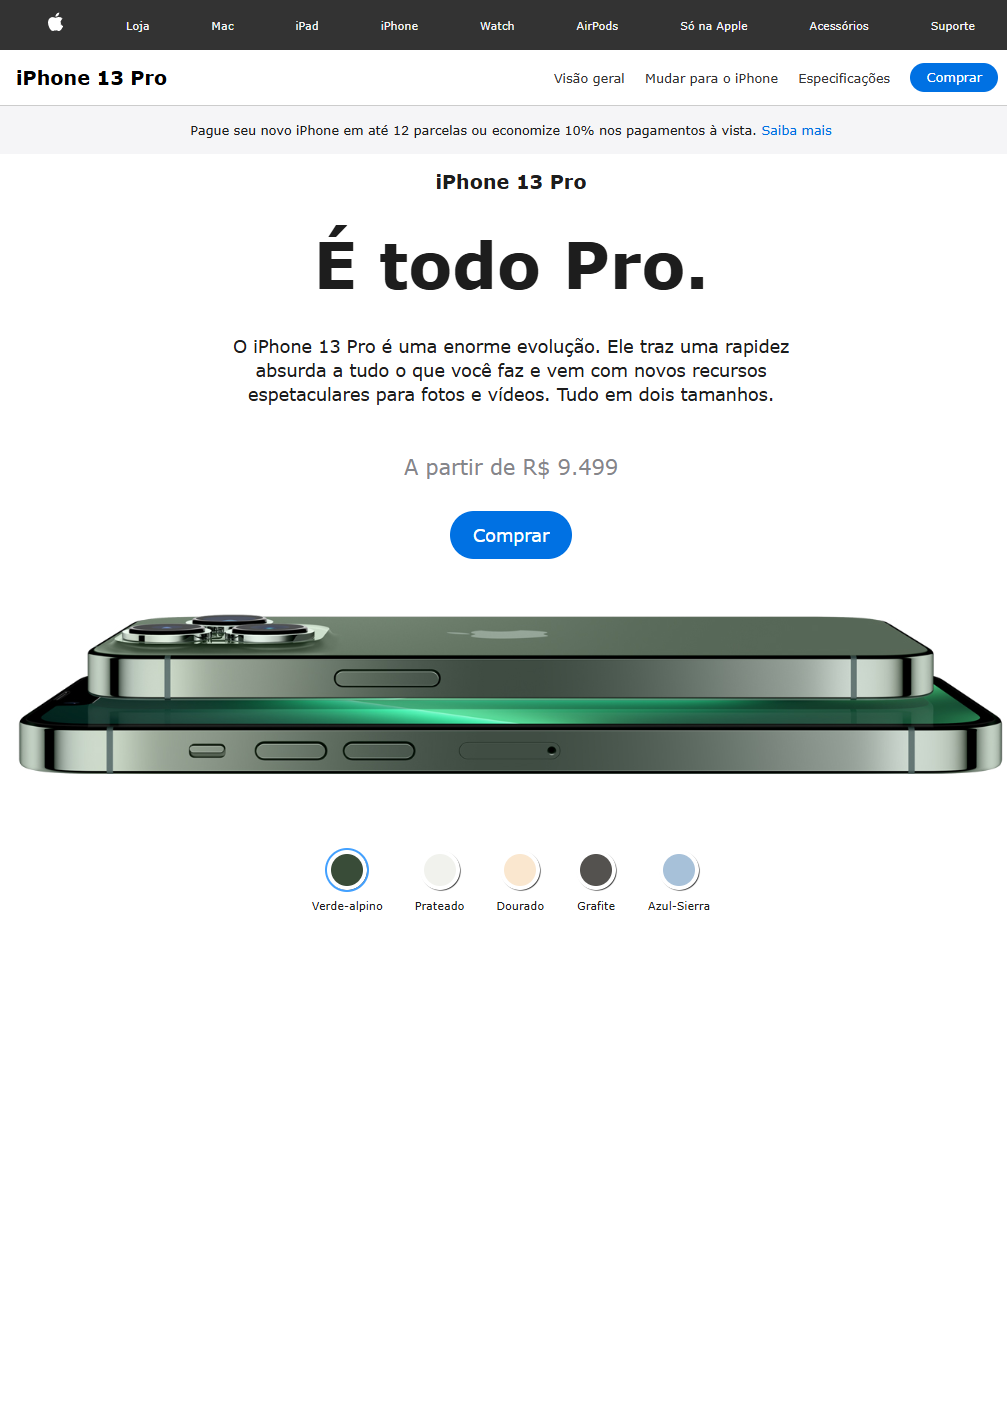 Loja Mac iPad iPhone Watch AirPods Só na Apple Acessórios Suporte
iPhone 13 Pro Visão geral Mudar para o iPhone Especificações Comprar
Pague seu novo iPhone em até 12 parcelas ou economize 10% nos pagamentos à vista. Saiba mais
iPhone 13 Pro
É todo Pro.
O iPhone 13 Pro é uma enorme evolução. Ele traz uma rapidez
absurda a tudo o que você faz e vem com novos recursos
espetaculares para fotos e vídeos. Tudo em dois tamanhos.
A partir de R$ 9.499
Comprar
Verde-alpino Prateado Dourado Grafite Azul-Sierra